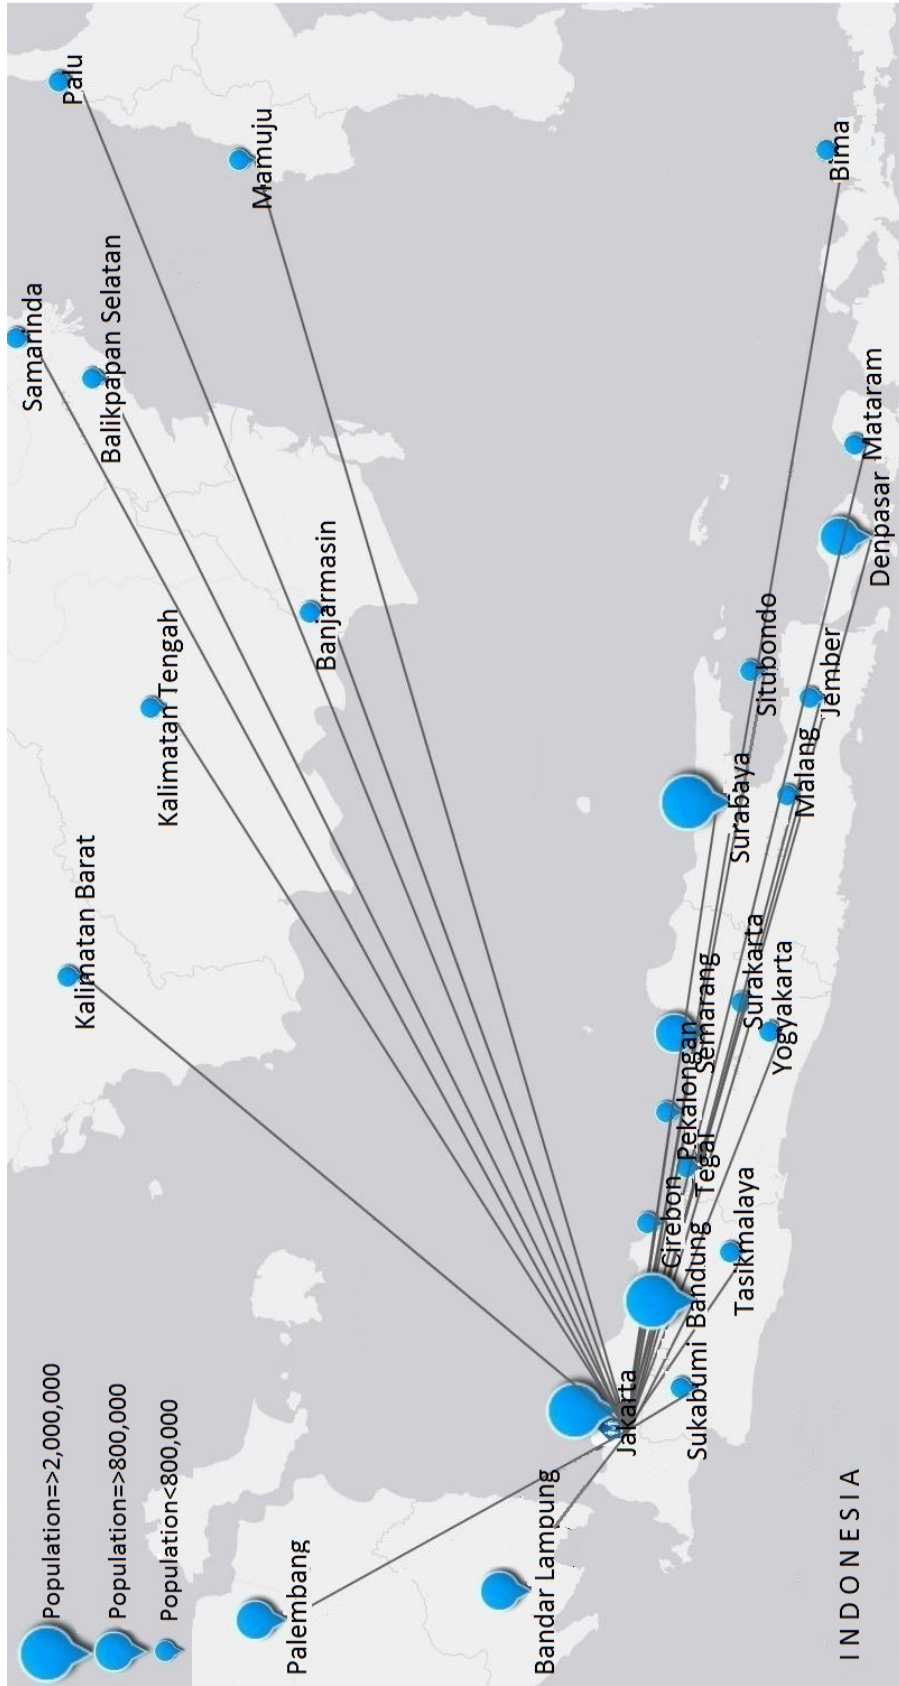 Population=>2,000,000
Population=>800,000
Population<800,000
Palembang
Bandar Lampung
Jakarta
Kalimatan Barat
Kalimatan Tengah
Samarinda
Balikpapan Selatan
Banjarmasin
Palu
Mamuju
Sukabumi
Bandung
Cirebon
Tegal
Pekalongan
Semarang
Tasikmalaya
Surakarta
Yogyakarta
Surabaya
Malang
Situbondo
Jember
Denpasar
Mataram
Bima
INDONESIA